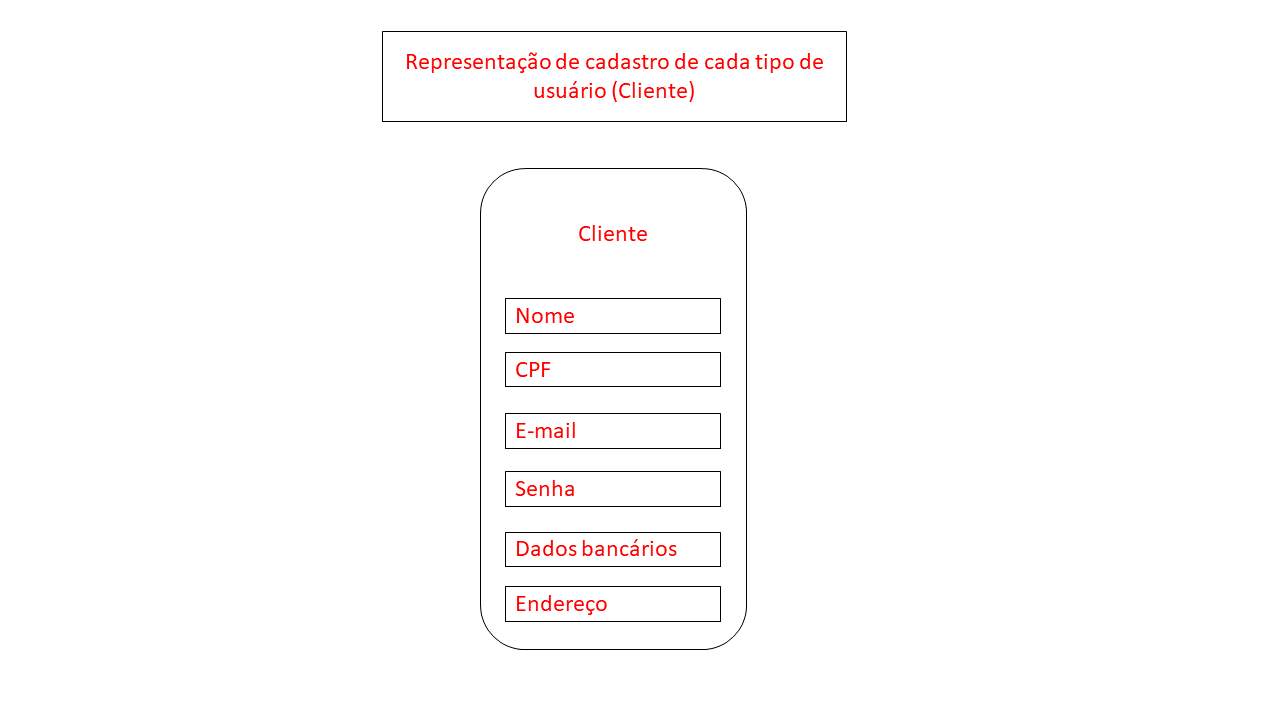 Representação de cadastro de cada tipo de
usuário (Cliente)
Cliente
Nome
CPF
E-mail
Senha
Dados bancários
Endereço